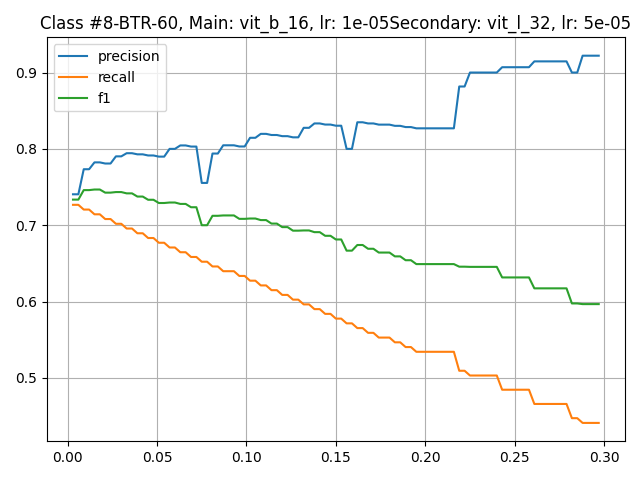 Class #8-BTR-60, Main: vit_b_16, lr: 1e-05Secondary: vit_l_32, lr: 5e-05
precision
recall
f1
0.9
0.8
0.7
0.6
0.5
0.00 0.05 0.10 0.15 0.20 0.25 0.30